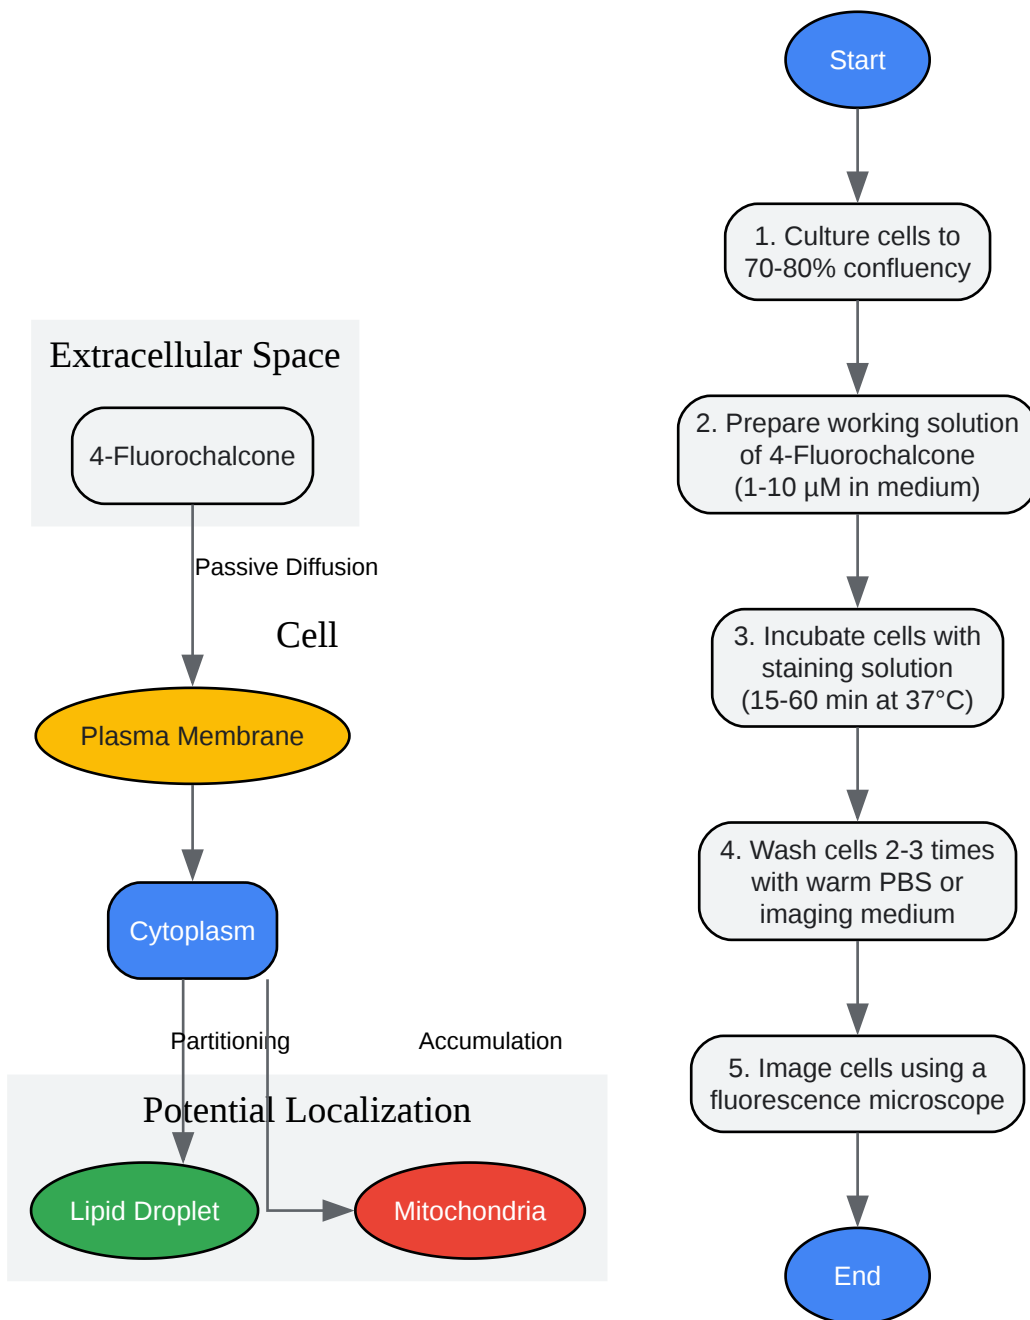 Extracellular Space
4-Fluorochalcone
Passive Diffusion
Cell
Plasma Membrane
Cytoplasm
Partitioning
Accumulation
Potential Localization
Lipid Droplet
Mitochondria
Start
1. Culture cells to
70-80% confluency
2. Prepare working solution
of 4-Fluorochalcone
(1-10 µM in medium)
3. Incubate cells with
staining solution
(15-60 min at 37°C)
4. Wash cells 2-3 times
with warm PBS or
imaging medium
5. Image cells using a
fluorescence microscope
End